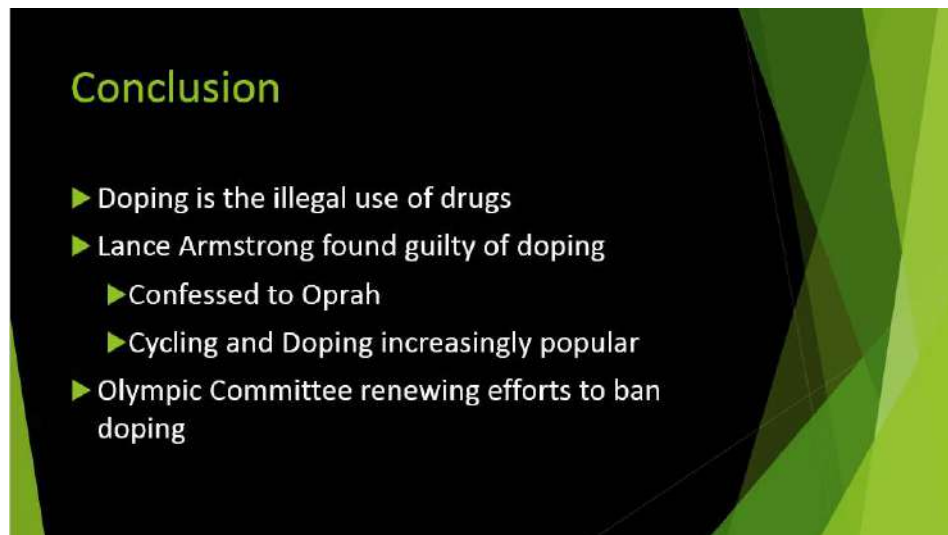 Conclusion
Doping is the illegal use of drugs
Lance Armstrong found guilty of doping
Confessed to Oprah
Cycling and Doping increasingly popular
Olympic Committee renewing efforts to ban
doping